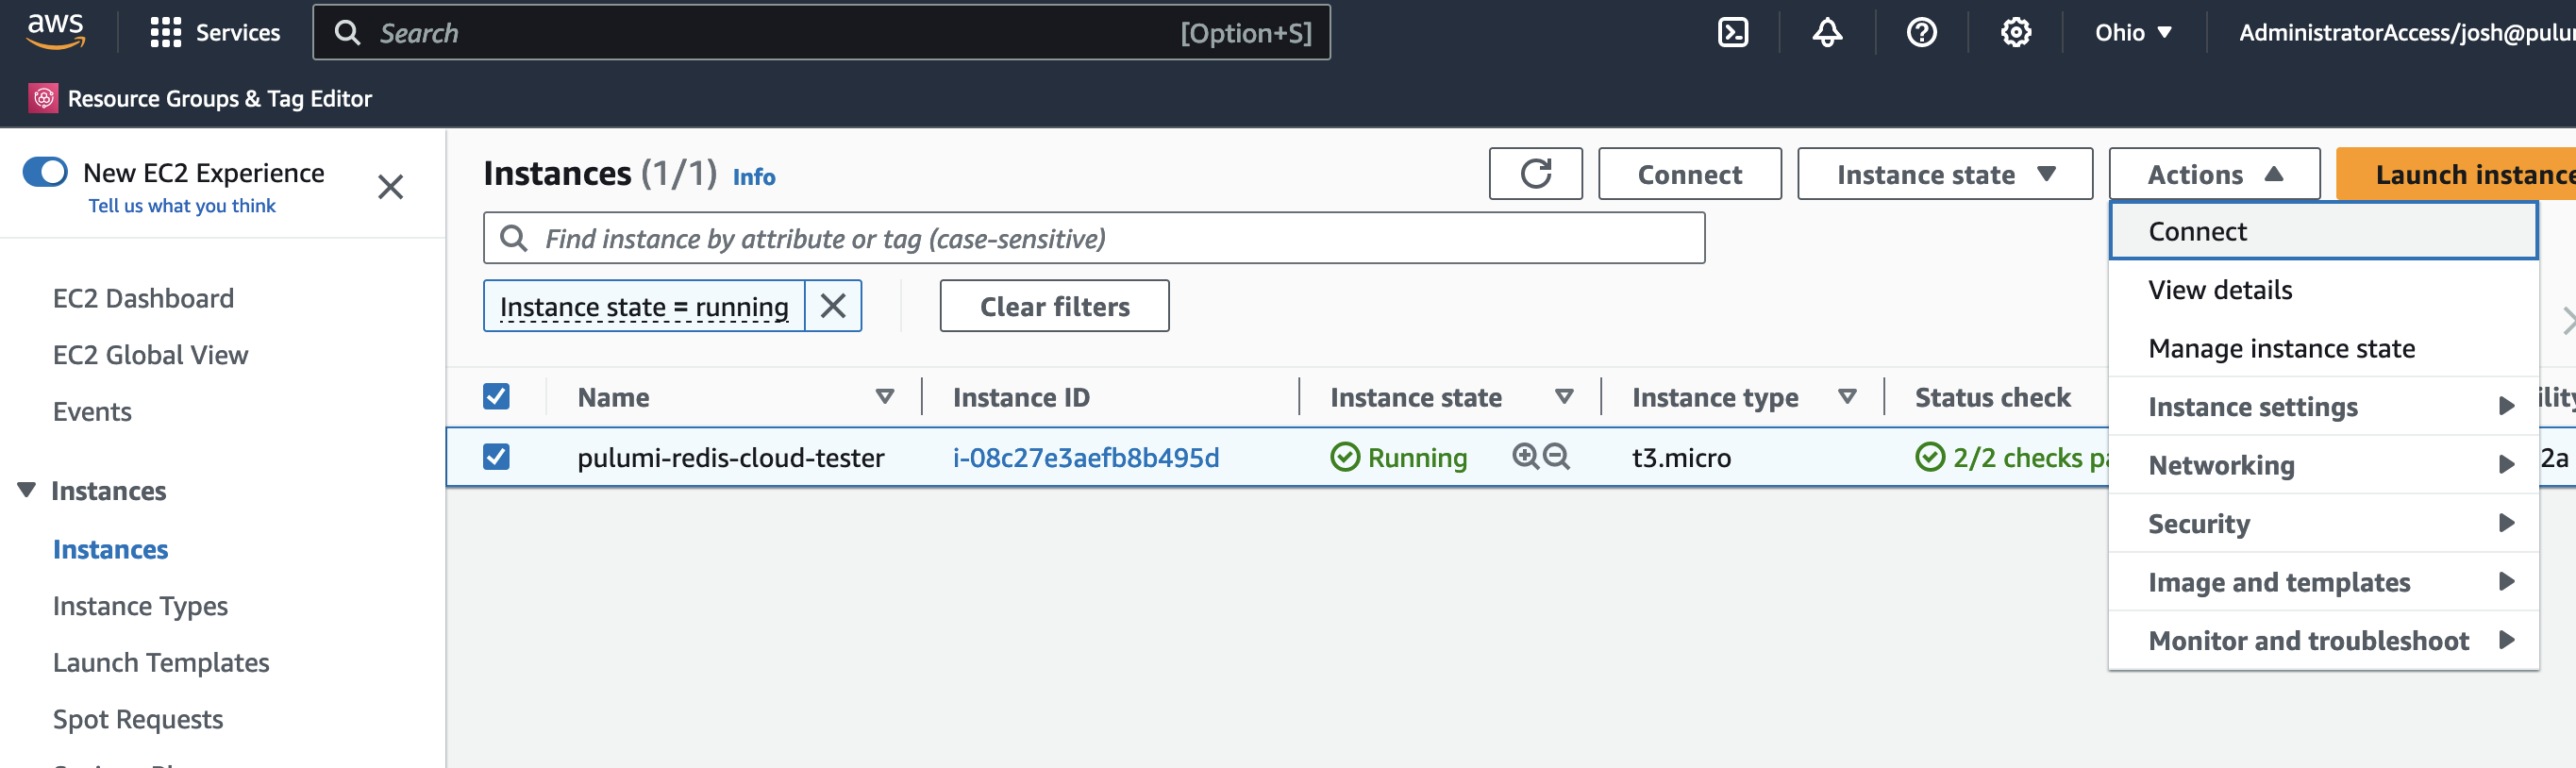 aws
Services
Search
[Option+S]
Ohio
AdministratorAccess/josh@pulu
Resource Groups & Tag Editor
New EC2 Experience
Tell us what you think
EC2 Dashboard
EC2 Global View
Events
Instances
Instances
Instance Types
Launch Templates
Spot Requests
Instances (1/1) Info
Connect
Instance state
Actions
Launch instance
Find instance by attribute or tag (case-sensitive)
Instance state = running
Clear filters
Name
Instance ID
Instance state
Instance type
Status check
pulumi-redis-cloud-tester
i-08c27e3aefb8b495d
Running
t3.micro
2/2 checks
2a
Connect
View details
Manage instance state
Instance settings
Networking
Security
Image and templates
Monitor and troubleshoot